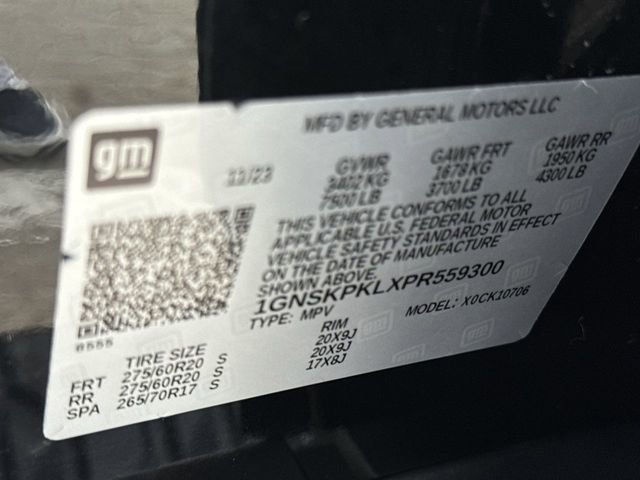 MFD BY GENERAL MOTORS LLC
gm
11/23
GVWR GAWR FRT GAWR RR
3402 KG 1678 KG 1950 KG
7500 LB 3700 LB 4300 LB
THIS VEHICLE CONFORMS TO ALL
APPLICABLE U.S. FEDERAL MOTOR
VEHICLE SAFETY STANDARDS IN EFFECT
ON THE DATE OF MANUFACTURE
SHOWN ABOVE.
1GNSKPKLXPR559300
TYPE: MPV MODEL: X0CK10706
8555
TIRE SIZE RIM
FRT 275/60R20 S 20X9J
RR 275/60R20 S 20X9J
SPA 265/70R17 S 17X8J